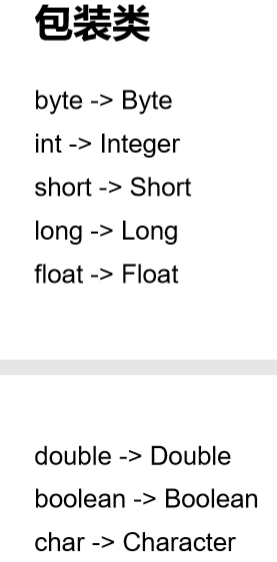 包装类
byte -> Byte
int -> Integer
short -> Short
long -> Long
float -> Float
double -> Double
boolean -> Boolean
char -> Character